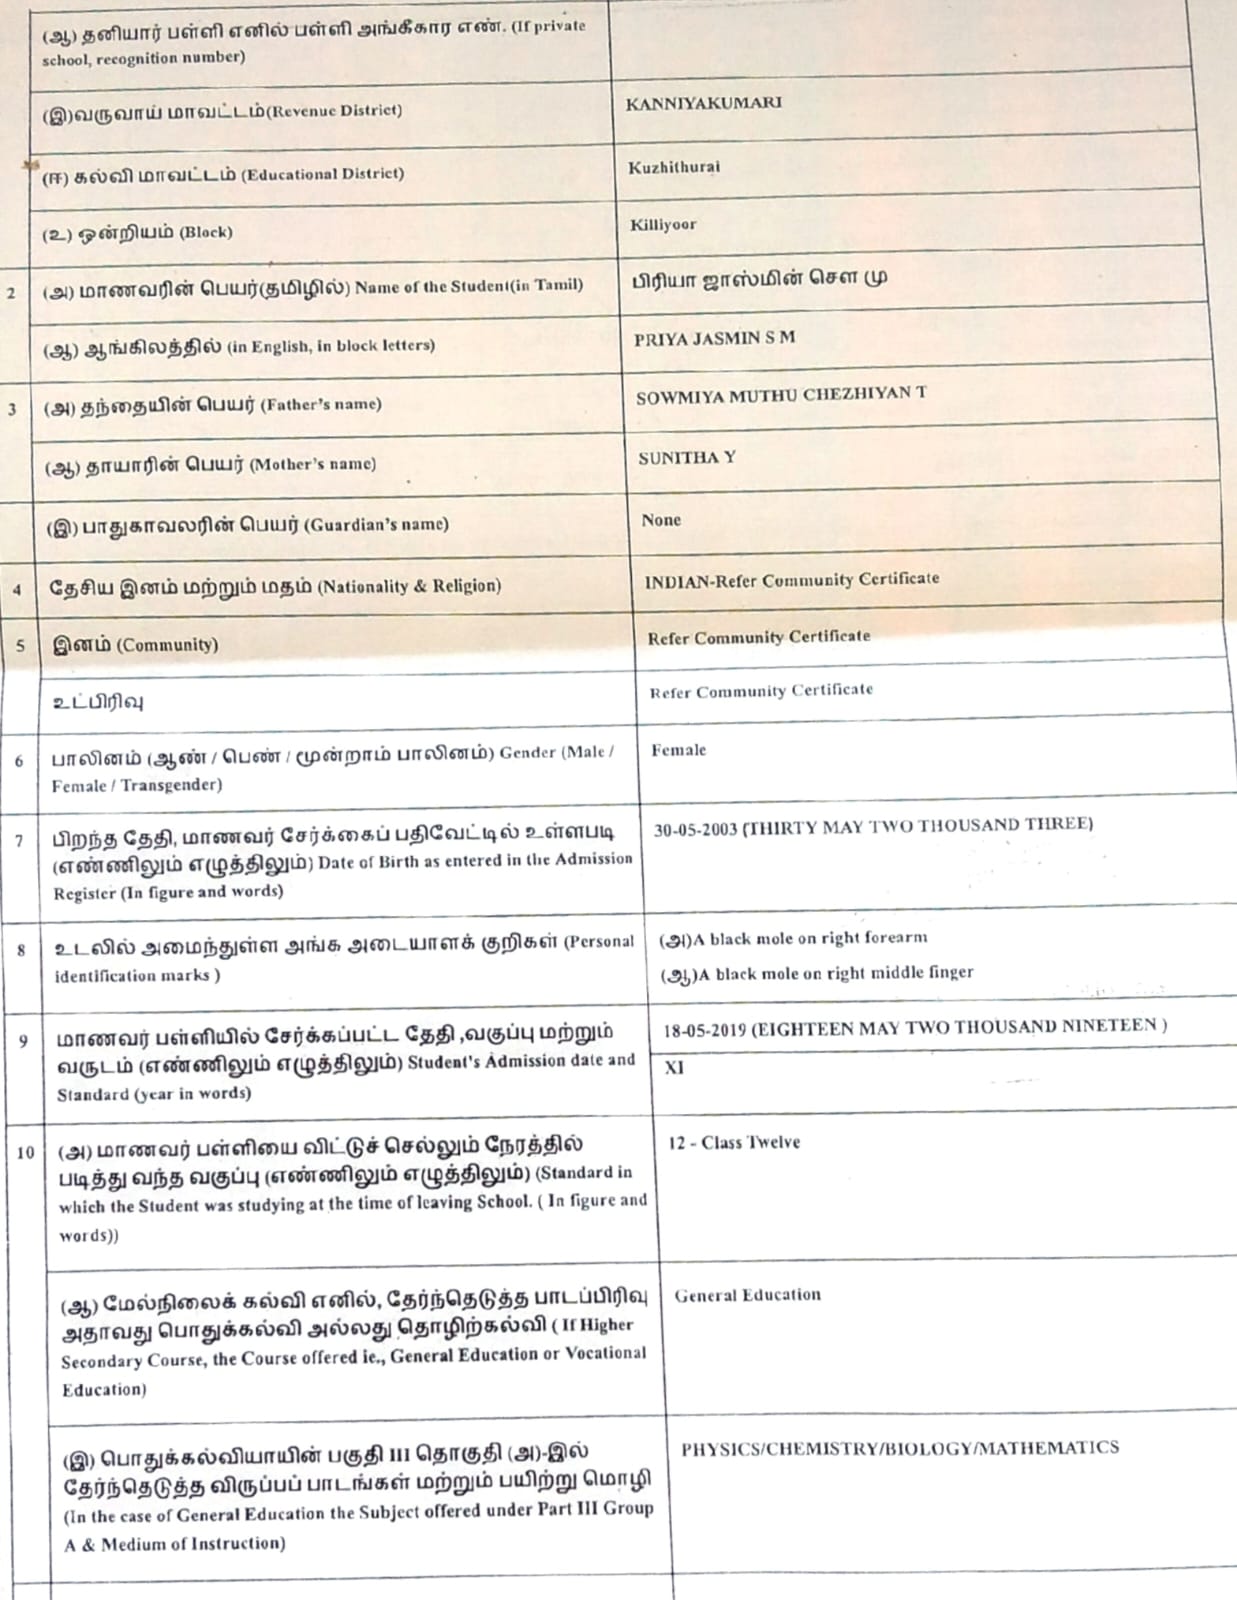 (ஆ) தனியார் பள்ளி எனில் பள்ளி அங்கீகார எண். (If private
school, recognition number)
(இ)வருவாய் மாவட்டம்(Revenue District)
KANNIYAKUMARI
(ஈ) கல்வி மாவட்டம் (Educational District)
Kuzhithurai
(உ) ஒன்றியம் (Block)
Killiyoor
2
(அ) மாணவரின் பெயர்(தமிழில்) Name of the Student(in Tamil)
பிரியா ஜாஸ்மின் சௌ மு
(ஆ) ஆங்கிலத்தில் (in English, in block letters)
PRIYA JASMIN S M
3
(அ) தந்தையின் பெயர் (Father's name)
SOWMIYA MUTHU CHEZHIYAN T
(ஆ) தாயாரின் பெயர் (Mother's name)
SUNITHA Y
(இ) பாதுகாவலரின் பெயர் (Guardian's name)
None
4
தேசிய இனம் மற்றும் மதம் (Nationality & Religion)
INDIAN-Refer Community Certificate
5
இனம் (Community)
Refer Community Certificate
உட்பிரிவு
Refer Community Certificate
6
பாலினம் (ஆண் / பெண் / மூன்றாம் பாலினம்) Gender (Male /
Female / Transgender)
Female
7
பிறந்த தேதி, மாணவர் சேர்க்கைப் பதிவேட்டில் உள்ளபடி
(எண்ணிலும் எழுத்திலும்) Date of Birth as entered in the Admission
Register (In figure and words)
30-05-2003 (THIRTY MAY TWO THOUSAND THREE)
8
உடலில் அமைந்துள்ள அங்க அடையாளக் குறிகள் (Personal
identification marks )
(அ)A black mole on right forearm
(ஆ)A black mole on right middle finger
9
மாணவர் பள்ளியில் சேர்க்கப்பட்ட தேதி ,வகுப்பு மற்றும்
வருடம் (எண்ணிலும் எழுத்திலும்) Student's Admission date and
Standard (year in words)
18-05-2019 (EIGHTEEN MAY TWO THOUSAND NINETEEN )
XI
10
(அ) மாணவர் பள்ளியை விட்டுச் செல்லும் நேரத்தில்
படித்து வந்த வகுப்பு (எண்ணிலும் எழுத்திலும்) (Standard in
which the Student was studying at the time of leaving School. ( In figure and
words))
12 - Class Twelve
(ஆ) மேல்நிலைக் கல்வி எனில், தேர்ந்தெடுத்த பாடப்பிரிவு
அதாவது பொதுக்கல்வி அல்லது தொழிற்கல்வி ( If Higher
Secondary Course, the Course offered ie., General Education or Vocational
Education)
General Education
(இ) பொதுக்கல்வியாயின் பகுதி III தொகுதி (அ)-இல்
தேர்ந்தெடுத்த விருப்பப் பாடங்கள் மற்றும் பயிற்று மொழி
(In the case of General Education the Subject offered under Part III Group
A & Medium of Instruction)
PHYSICS/CHEMISTRY/BIOLOGY/MATHEMATICS